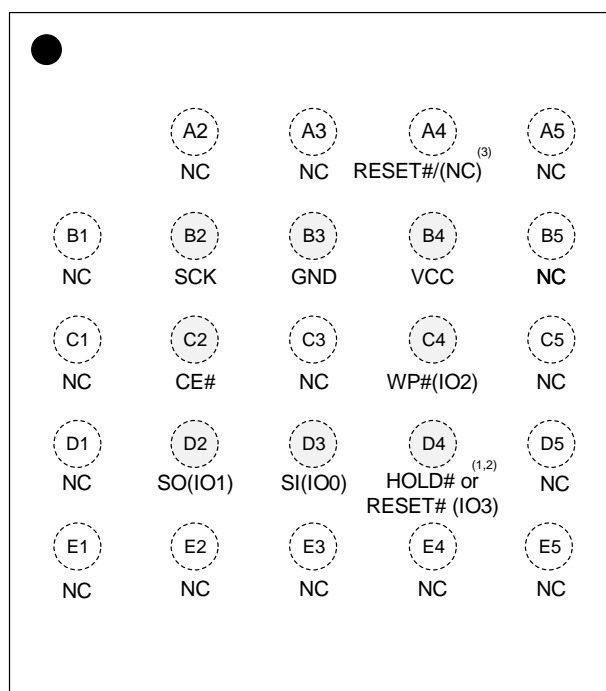 A2 A3 A4 A5
NC NC RESET#/(NC) (3) NC
B1 B2 B3 B4 B5
NC SCK GND VCC NC
C1 C2 C3 C4 C5
NC CE# NC WP#(IO2) NC
D1 D2 D3 D4 D5
NC SO(IO1) SI(IO0) HOLD# or (1,2) NC
RESET# (IO3)
E1 E2 E3 E4 E5
NC NC NC NC NC